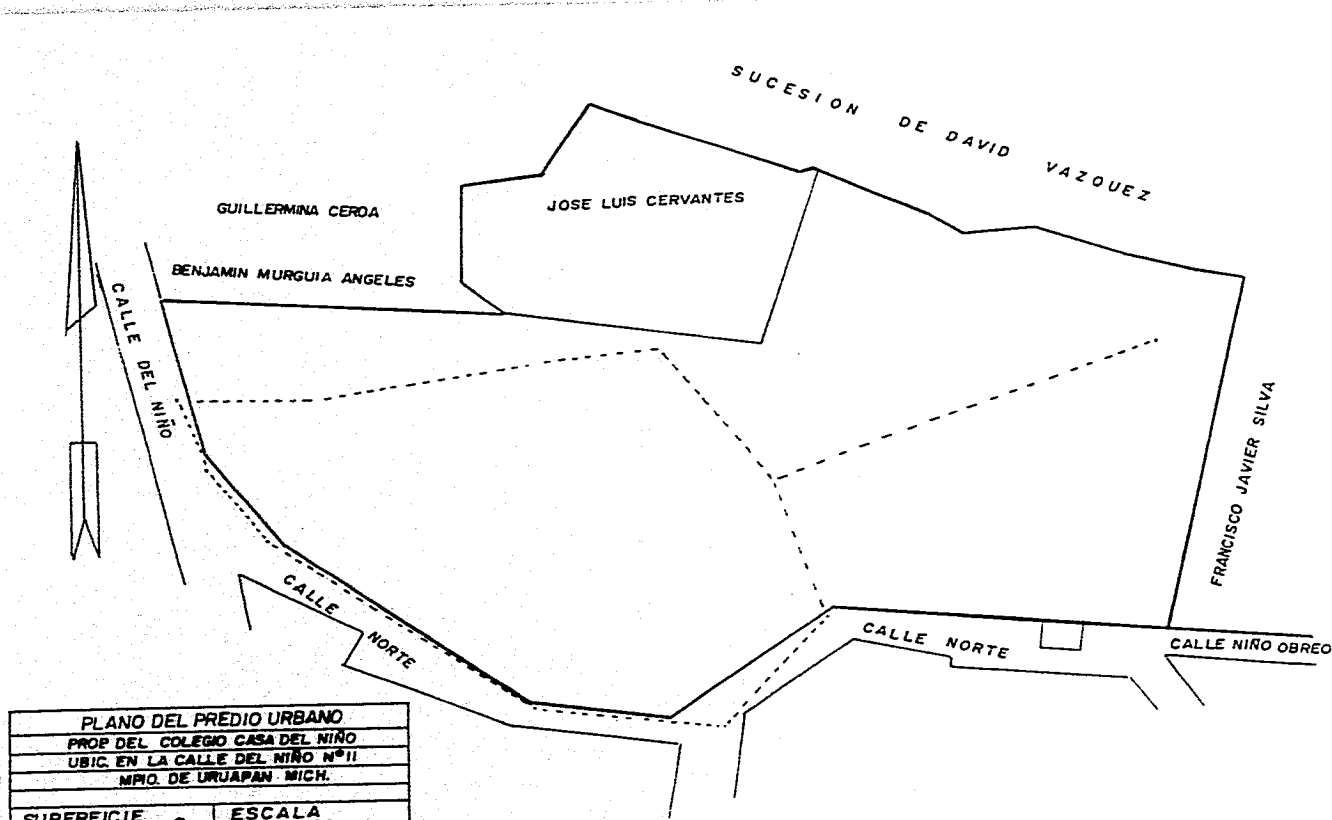 SUCESION DE DAVID VAZQUEZ
GUILLERMINA CERDA
JOSE LUIS CERVANTES
BENJAMIN MURGUIA ANGELES
CALLE DEL NIÑO
FRANCISCO JAVIER SILVA
CALLE NORTE
CALLE NORTE
CALLE NIÑO OBREO
PLANO DEL PREDIO URBANO
PROP DEL COLEGIO CASA DEL NIÑO
UBIC. EN LA CALLE DEL NIÑO Nº 11
MPIO. DE URUAPAN MICH.
SUPERFICIE
ESCALA